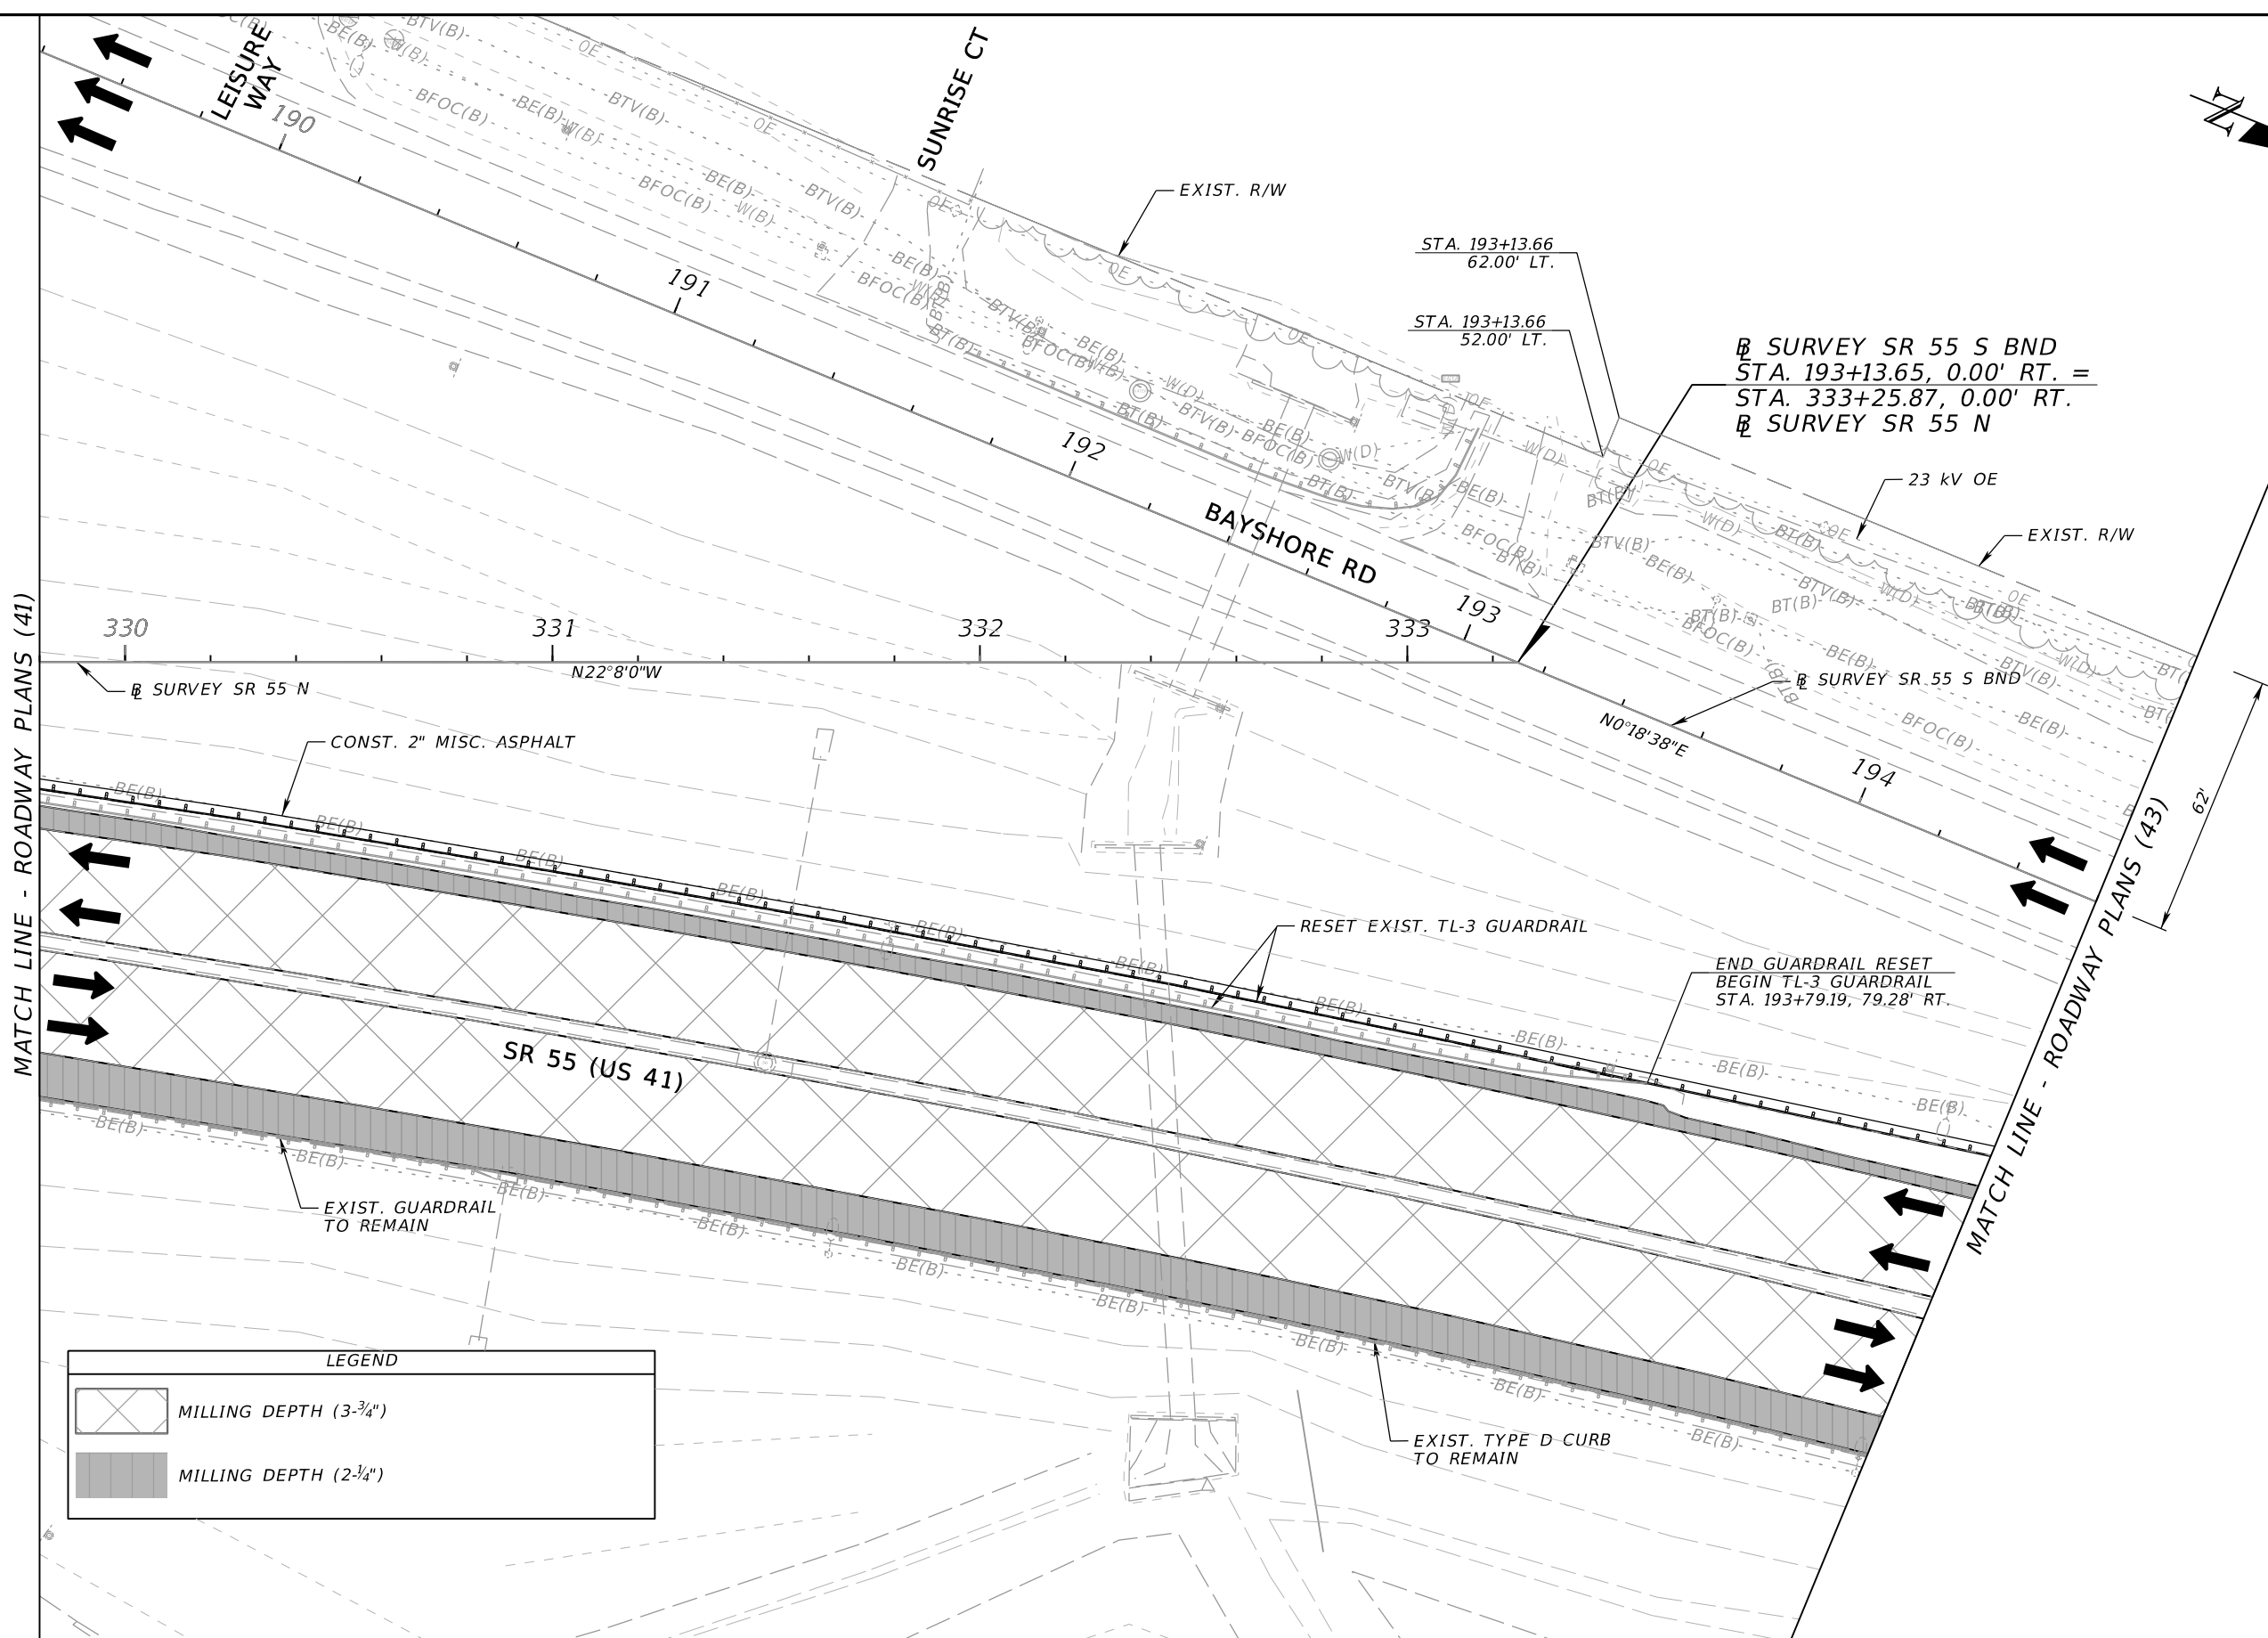 LEISURE
WAY
SUNRISE CT
N
190
191
192
193
194
EXIST. R/W
STA. 193+13.66
62.00' LT.
STA. 193+13.66
52.00' LT.
BL SURVEY SR 55 S BND
STA. 193+13.65, 0.00' RT. =
STA. 333+25.87, 0.00' RT.
BL SURVEY SR 55 N
23 kV OE
EXIST. R/W
BAYSHORE RD
330
331
332
333
N22°8'0"W
BL SURVEY SR 55 N
BL SURVEY SR 55 S BND
N0°18'38"E
62'
MATCH LINE - ROADWAY PLANS (41)
MATCH LINE - ROADWAY PLANS (43)
CONST. 2" MISC. ASPHALT
RESET EXIST. TL-3 GUARDRAIL
END GUARDRAIL RESET
BEGIN TL-3 GUARDRAIL
STA. 193+79.19, 79.28' RT.
SR 55 (US 41)
EXIST. GUARDRAIL
TO REMAIN
EXIST. TYPE D CURB
TO REMAIN
LEGEND
MILLING DEPTH (3-¾")
MILLING DEPTH (2-¼")
BE(B)
BTV(B)
W(B)
BFOC(B)
OE
BT(B)
W(D)